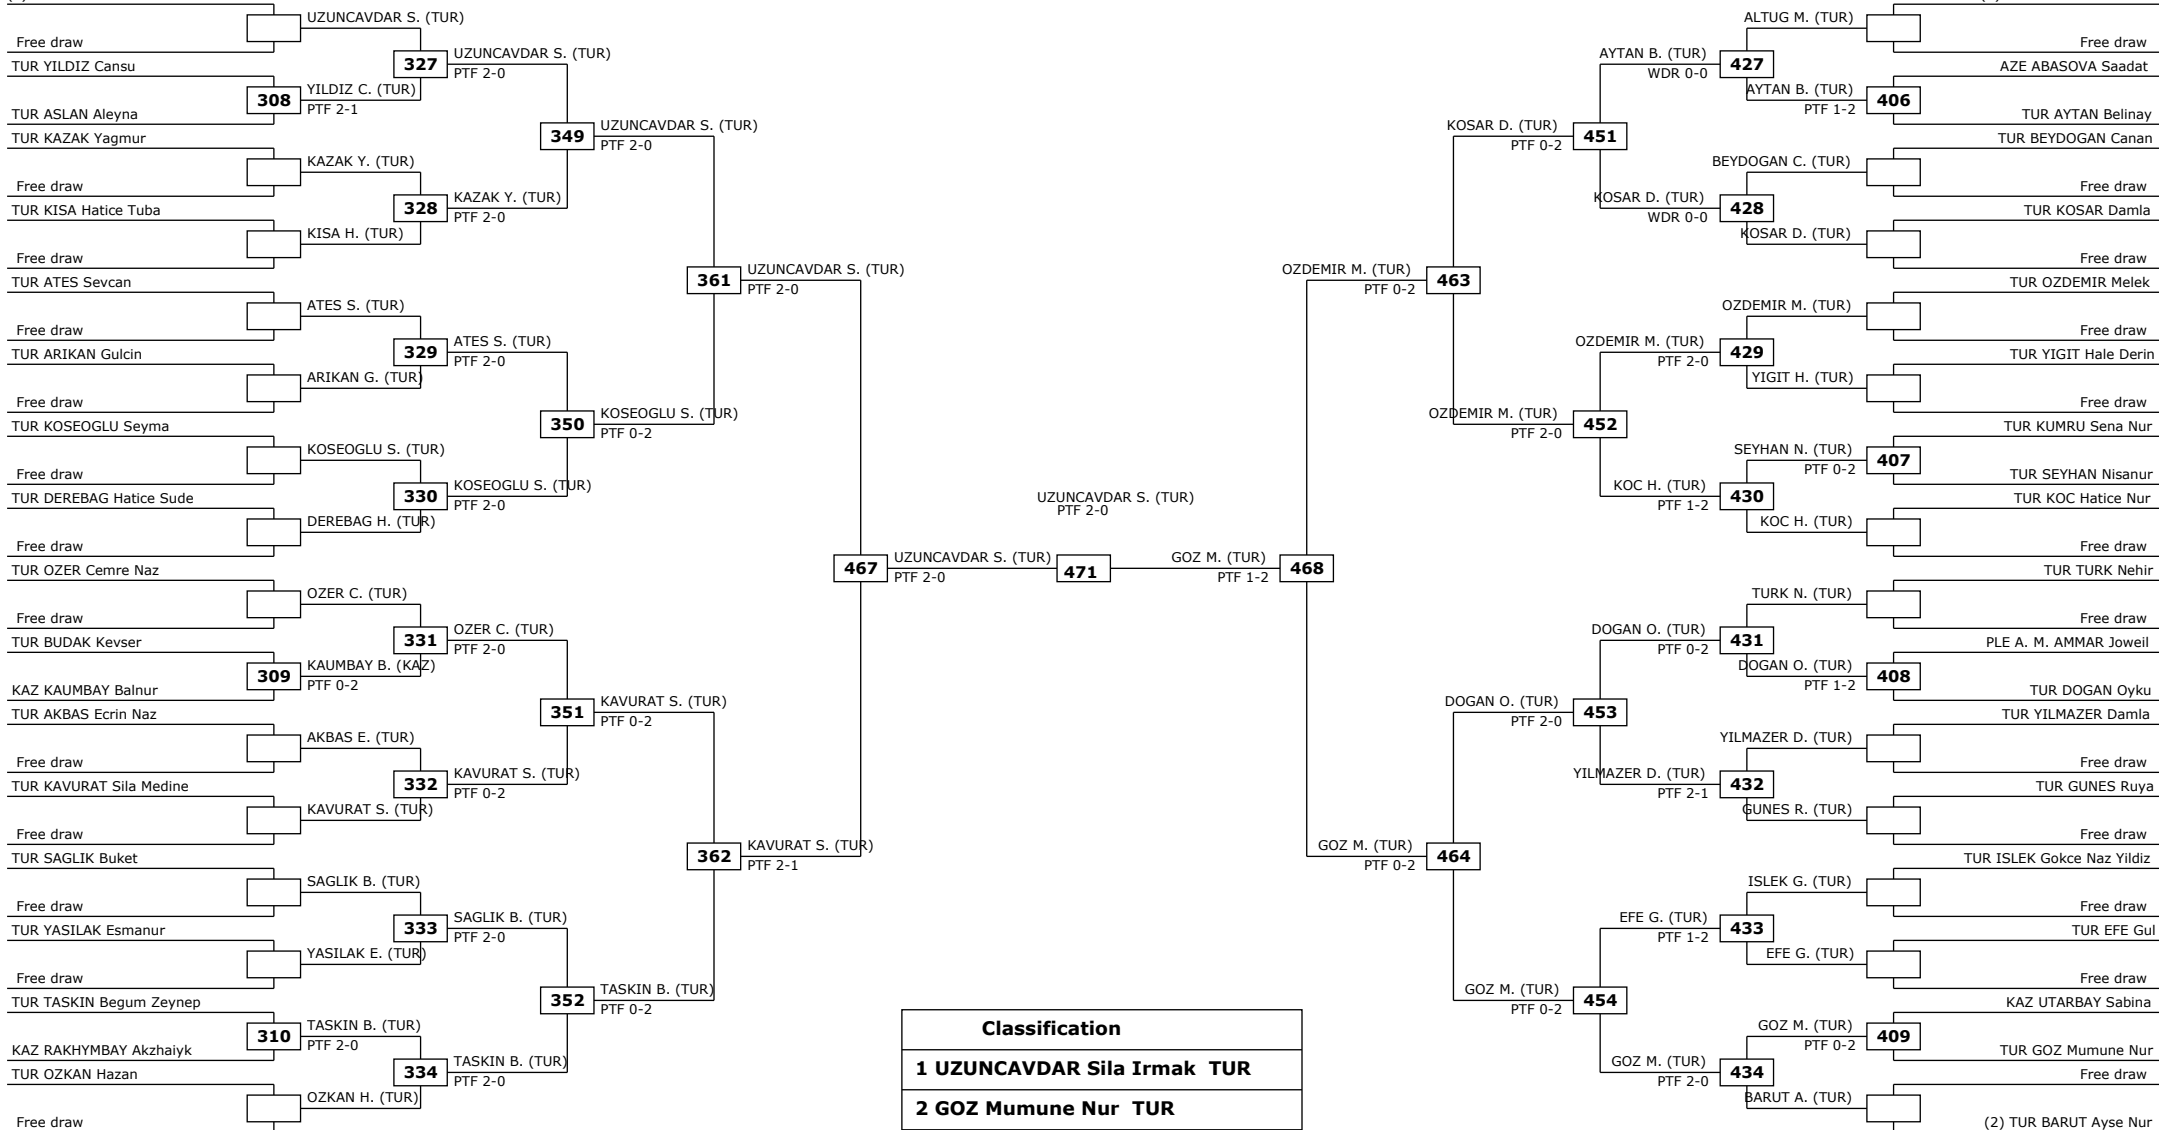 UZUNCAVDAR S. (TUR)
Free draw
TUR YILDIZ Cansu
327
UZUNCAVDAR S. (TUR)
PTF 2-0
308
YILDIZ C. (TUR)
PTF 2-1
TUR ASLAN Aleyna
TUR KAZAK Yagmur
349
UZUNCAVDAR S. (TUR)
PTF 2-0
KAZAK Y. (TUR)
Free draw
TUR KISA Hatice Tuba
328
KAZAK Y. (TUR)
PTF 2-0
KISA H. (TUR)
Free draw
TUR ATES Sevcan
361
UZUNCAVDAR S. (TUR)
PTF 2-0
ATES S. (TUR)
Free draw
TUR ARIKAN Gulcin
329
ATES S. (TUR)
PTF 2-0
ARIKAN G. (TUR)
Free draw
TUR KOSEOGLU Seyma
350
KOSEOGLU S. (TUR)
PTF 0-2
KOSEOGLU S. (TUR)
Free draw
TUR DEREBAG Hatice Sude
330
KOSEOGLU S. (TUR)
PTF 2-0
DEREBAG H. (TUR)
Free draw
TUR OZER Cemre Naz
467
UZUNCAVDAR S. (TUR)
PTF 2-0
OZER C. (TUR)
Free draw
TUR BUDAK Kevser
331
OZER C. (TUR)
PTF 2-0
309
KAUMBAY B. (KAZ)
PTF 0-2
KAZ KAUMBAY Balnur
TUR AKBAS Ecrin Naz
351
KAVURAT S. (TUR)
PTF 0-2
AKBAS E. (TUR)
Free draw
TUR KAVURAT Sila Medine
332
KAVURAT S. (TUR)
PTF 0-2
KAVURAT S. (TUR)
Free draw
TUR SAGLIK Buket
362
KAVURAT S. (TUR)
PTF 2-1
SAGLIK B. (TUR)
Free draw
TUR YASILAK Esmanur
333
SAGLIK B. (TUR)
PTF 2-0
YASILAK E. (TUR)
Free draw
TUR TASKIN Begum Zeynep
352
TASKIN B. (TUR)
PTF 0-2
310
TASKIN B. (TUR)
PTF 2-0
KAZ RAKHYMBAY Akzhaiyk
TUR OZKAN Hazan
334
TASKIN B. (TUR)
PTF 2-0
OZKAN H. (TUR)
Free draw
UZUNCAVDAR S. (TUR)
PTF 2-0
471
ALTUG M. (TUR)
Free draw
AYTAN B. (TUR)
WDR 0-0
427
AZE ABASOVA Saadat
AYTAN B. (TUR)
PTF 1-2
406
TUR AYTAN Belinay
KOSAR D. (TUR)
PTF 0-2
451
TUR BEYDOGAN Canan
BEYDOGAN C. (TUR)
Free draw
KOSAR D. (TUR)
WDR 0-0
428
TUR KOSAR Damla
KOSAR D. (TUR)
Free draw
OZDEMIR M. (TUR)
PTF 0-2
463
TUR OZDEMIR Melek
OZDEMIR M. (TUR)
Free draw
OZDEMIR M. (TUR)
PTF 2-0
429
TUR YIGIT Hale Derin
YIGIT H. (TUR)
Free draw
OZDEMIR M. (TUR)
PTF 2-0
452
TUR KUMRU Sena Nur
SEYHAN N. (TUR)
PTF 0-2
407
TUR SEYHAN Nisanur
KOC H. (TUR)
PTF 1-2
430
TUR KOC Hatice Nur
KOC H. (TUR)
Free draw
GOZ M. (TUR)
PTF 1-2
468
TUR TURK Nehir
TURK N. (TUR)
Free draw
DOGAN O. (TUR)
PTF 0-2
431
PLE A. M. AMMAR Joweil
DOGAN O. (TUR)
PTF 1-2
408
TUR DOGAN Oyku
DOGAN O. (TUR)
PTF 2-0
453
TUR YILMAZER Damla
YILMAZER D. (TUR)
Free draw
YILMAZER D. (TUR)
PTF 2-1
432
TUR GUNES Ruya
GUNES R. (TUR)
Free draw
GOZ M. (TUR)
PTF 0-2
464
TUR ISLEK Gokce Naz Yildiz
ISLEK G. (TUR)
Free draw
EFE G. (TUR)
PTF 1-2
433
TUR EFE Gul
EFE G. (TUR)
Free draw
GOZ M. (TUR)
PTF 0-2
454
KAZ UTARBAY Sabina
GOZ M. (TUR)
PTF 0-2
409
TUR GOZ Mumune Nur
GOZ M. (TUR)
PTF 2-0
434
Free draw
BARUT A. (TUR)
(2) TUR BARUT Ayse Nur
Classification
1 UZUNCAVDAR Sila Irmak TUR
2 GOZ Mumune Nur TUR